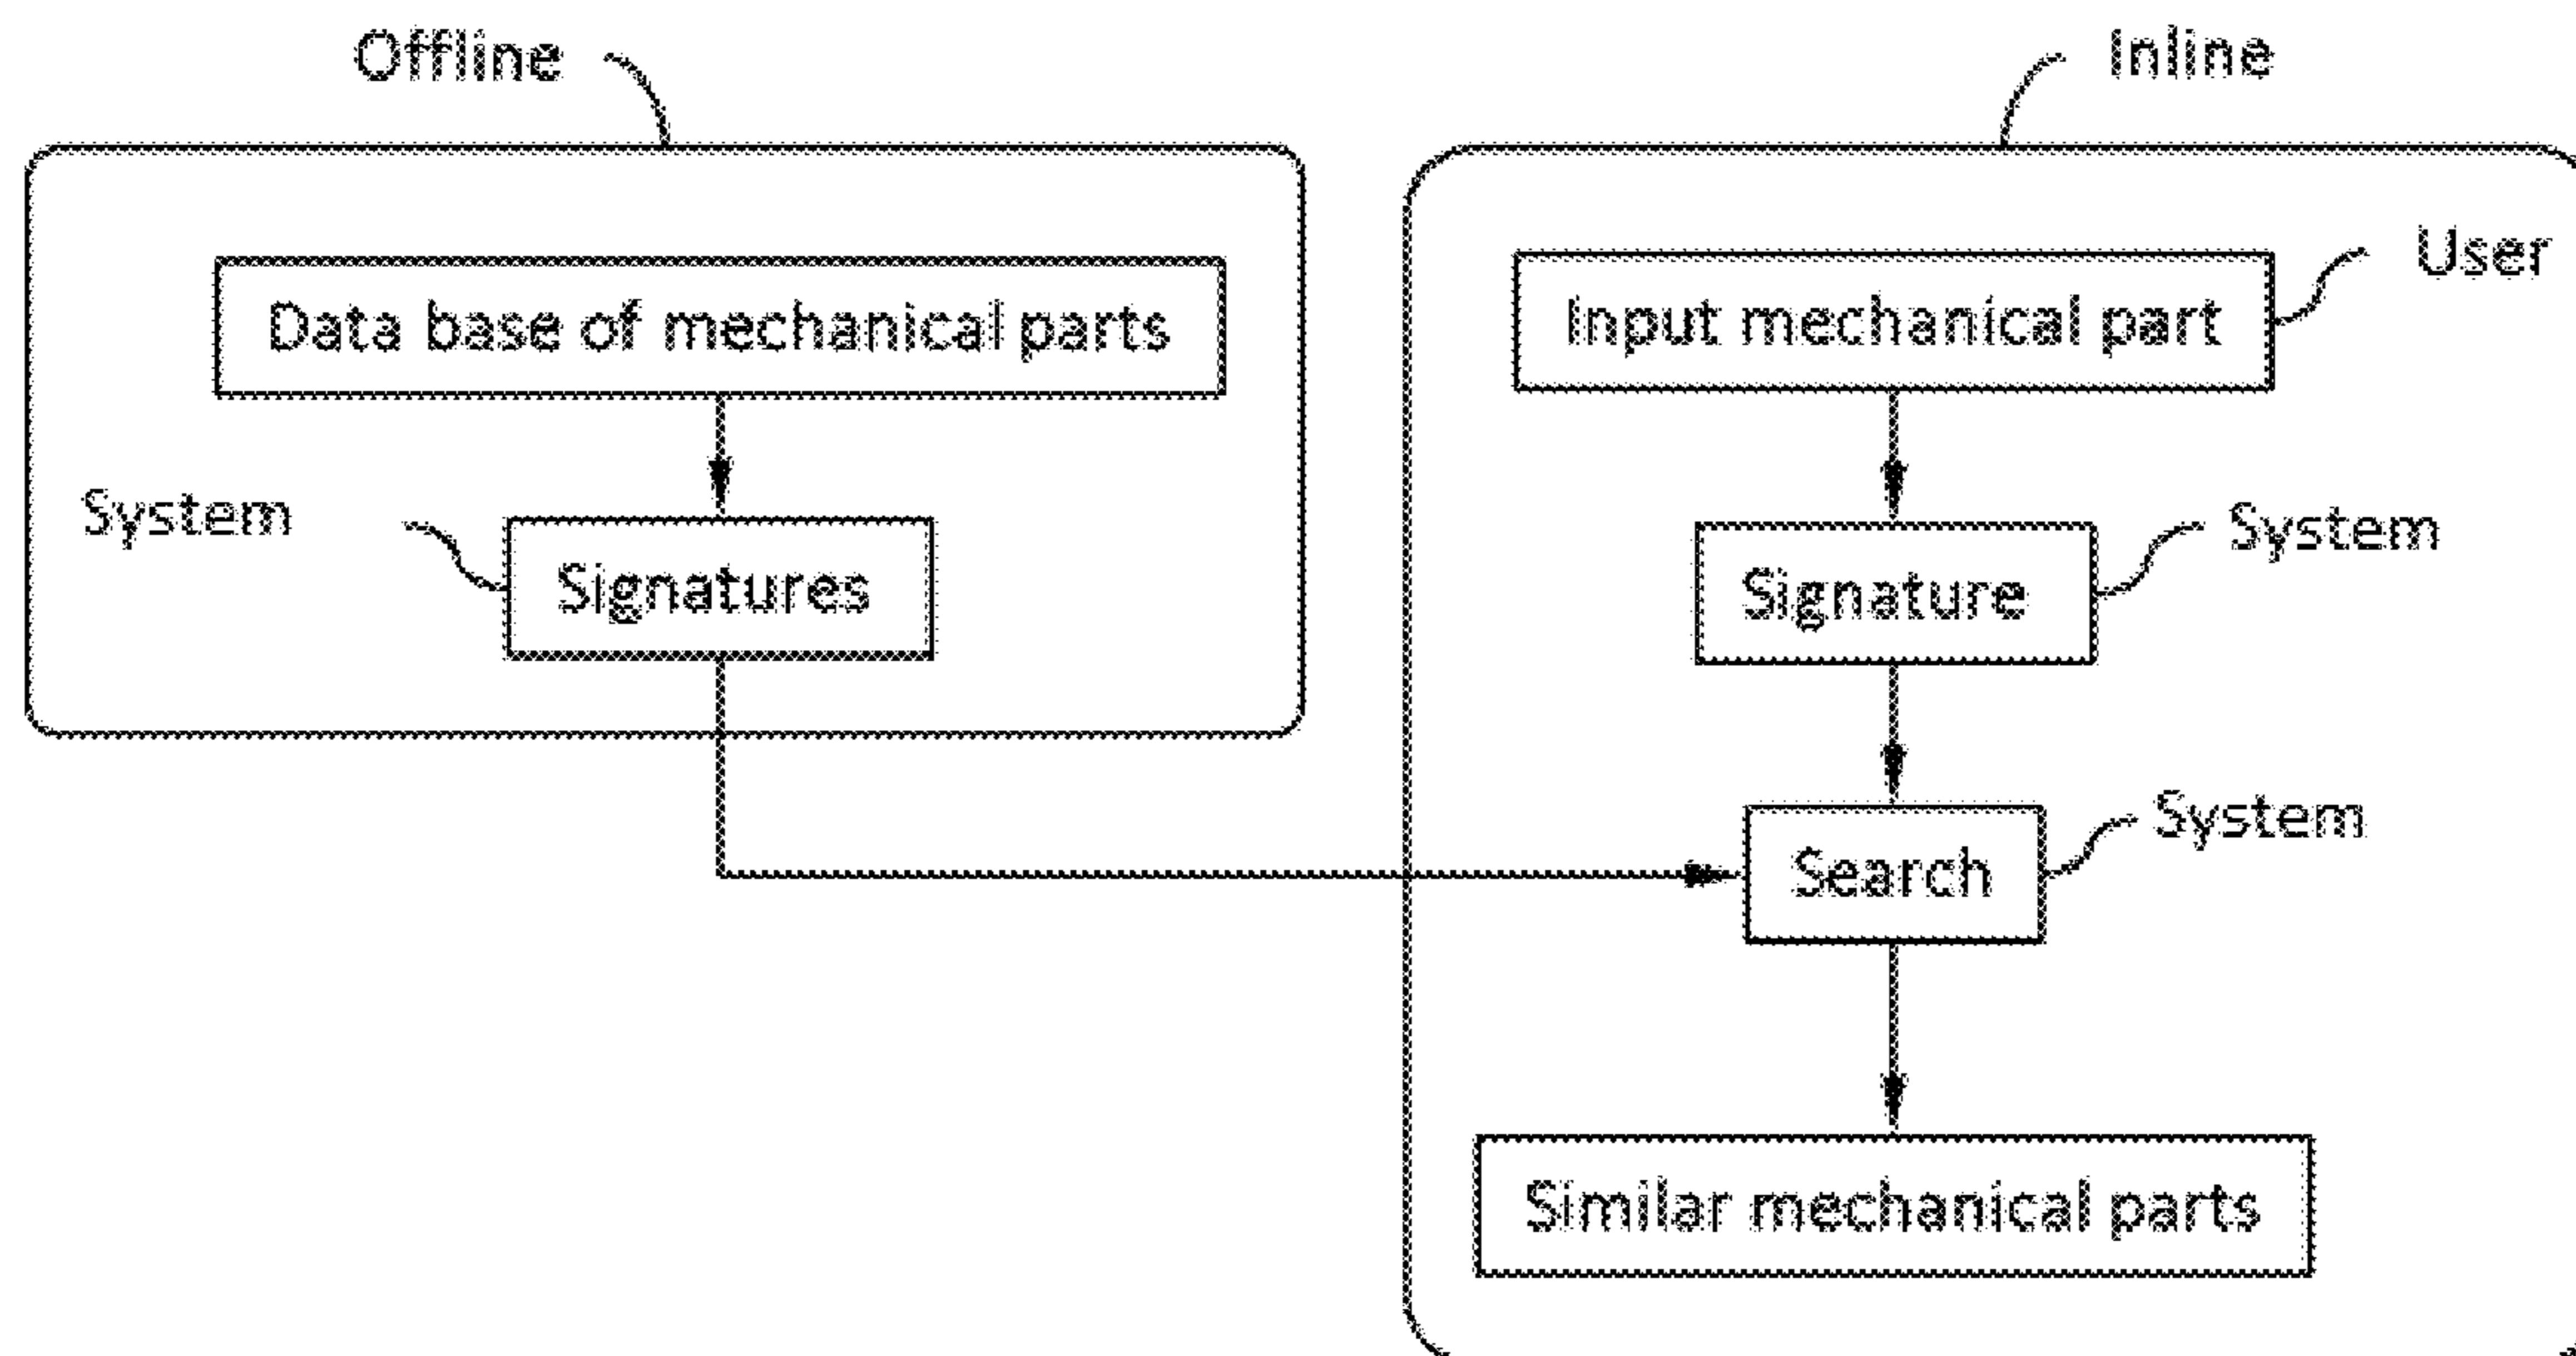 Offline
Inline
Data base of mechanical parts
System
Signatures
User
Input mechanical part
System
Signature
System
Search
Similar mechanical parts